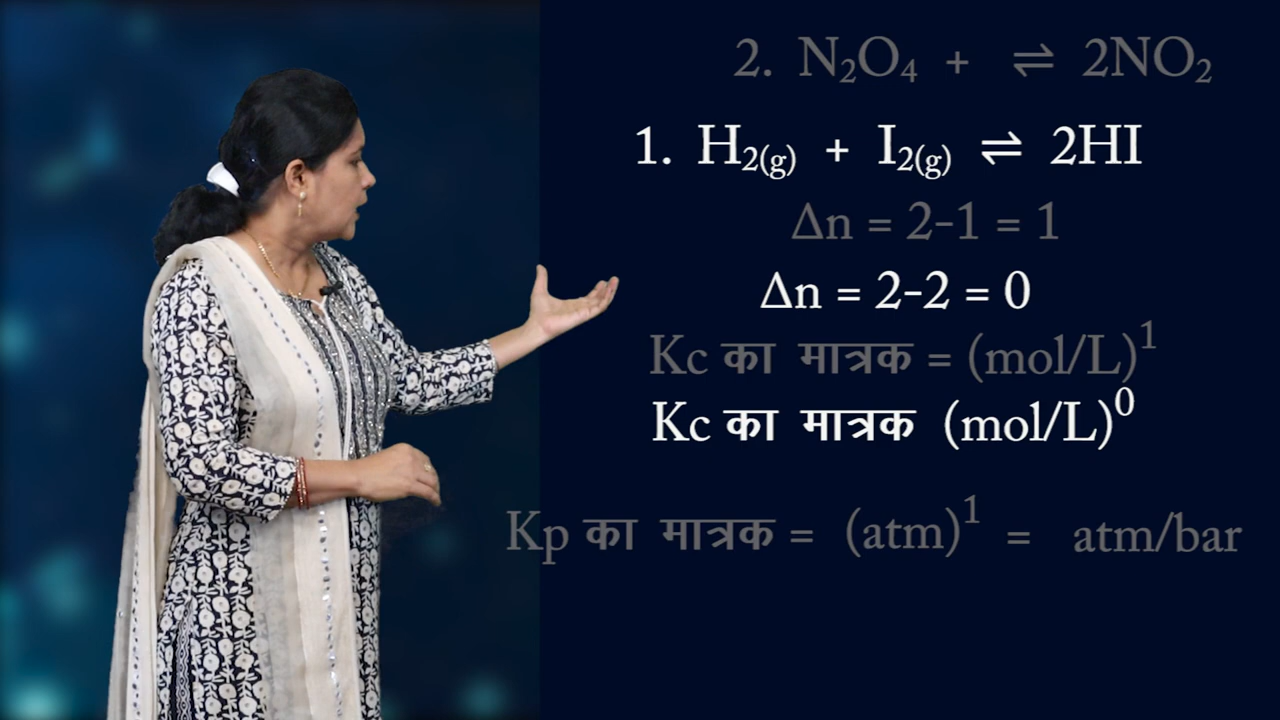 2. N₂O₄ + ⇌ 2NO₂
1. H₂₍g₎ + I₂₍g₎ ⇌ 2HI
Δn = 2-1 = 1
Δn = 2-2 = 0
Kc का मात्रक = (mol/L)¹
Kc का मात्रक (mol/L)⁰
Kp का मात्रक = (atm)¹ = atm/bar